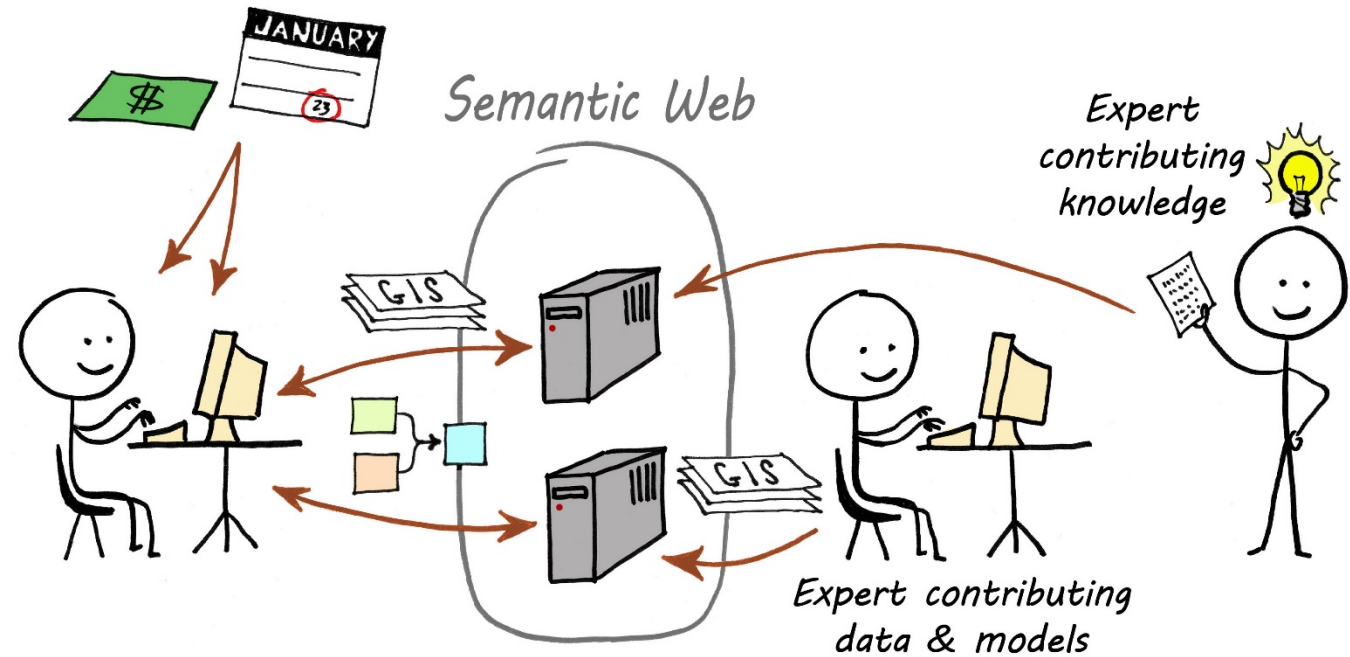 JANUARY
23
$
Semantic Web
Expert
contributing
knowledge
GIS
GIS
Expert contributing
data & models